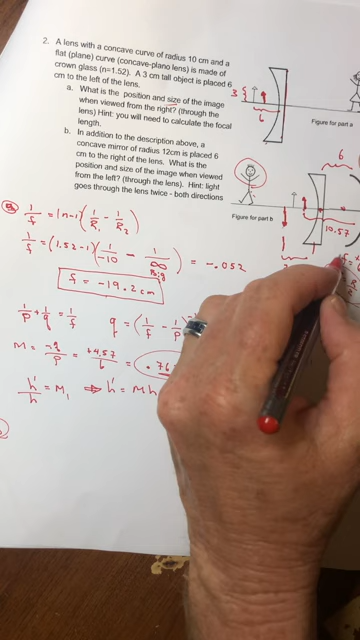 2. A lens with a concave curve of radius 10 cm and a
flat (plane) curve (concave-plano lens) is made of
crown glass (n=1.52). A 3 cm tall object is placed 6
cm to the left of the lens.
a. What is the position and size of the image
when viewed from the right? (through the
lens) Hint: you will need to calculate the focal
length.
b. In addition to the description above, a
concave mirror of radius 12cm is placed 6
cm to the right of the lens. What is the
position and size of the image when viewed
from the left? (through the lens). Hint: light
goes through the lens twice - both directions
3
6
Figure for part a
6
Figure for part b
10.57
1/f = (n-1)(1/R1 - 1/R2)
1/f = (1.52-1)(1/-10 - 1/∞) = -.052
Big
f = -19.2 cm
1/p + 1/q = 1/f q = (1/f - 1/p
M = -q/p = +4.57/6 = .76
h'/h = M, ⇒ h' = M h